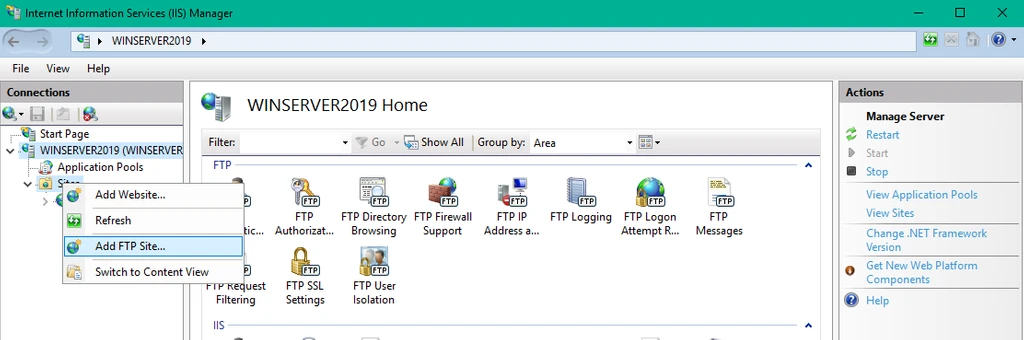 Internet Information Services (IIS) Manager
WINSERVER2019
File View Help
Connections
Start Page
WINSERVER2019 (WINSERVER
Application Pools
Sites
Add Website...
Refresh
Add FTP Site...
Switch to Content View
WINSERVER2019 Home
Filter: Go Show All Group by: Area
FTP
FTP
Authorizat...
FTP Directory
Browsing
FTP Firewall
Support
FTP IP
Address a...
FTP Logging
FTP Logon
Attempt R...
FTP
Messages
FTP Request
Filtering
FTP SSL
Settings
FTP User
Isolation
IIS
Actions
Manage Server
Restart
Start
Stop
View Application Pools
View Sites
Change .NET Framework
Version
Get New Web Platform
Components
Help